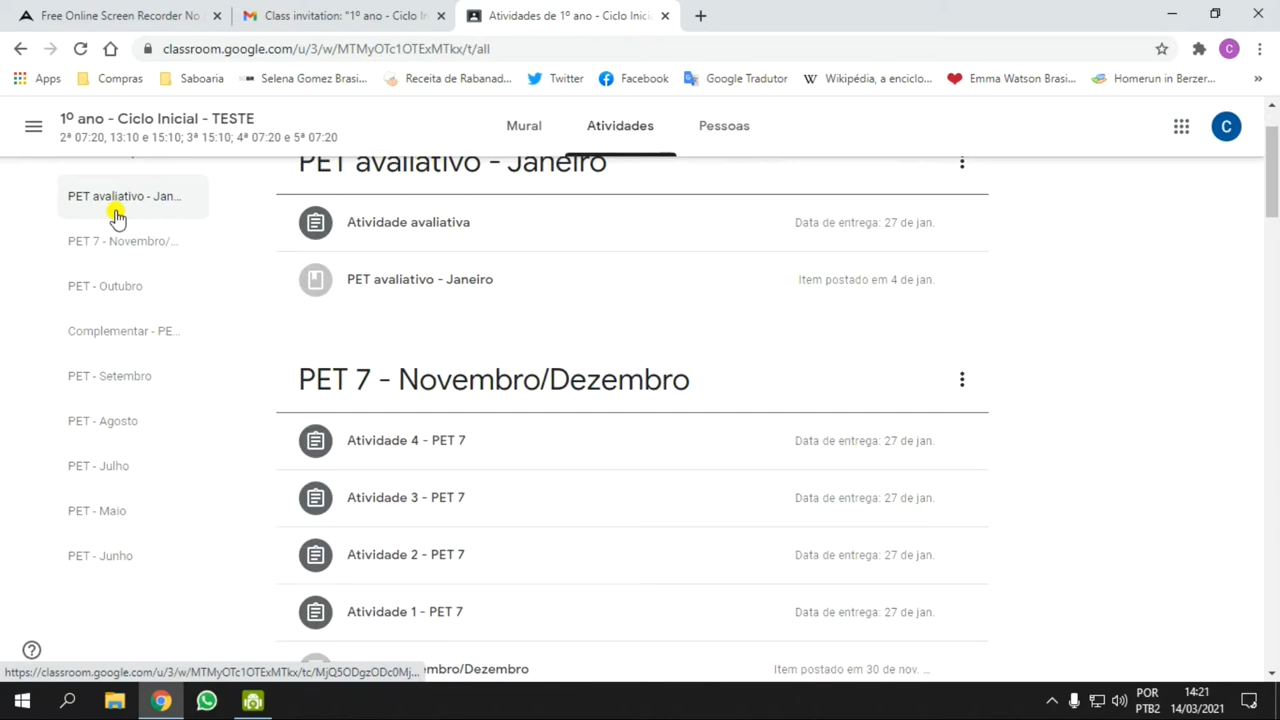 Free Online Screen Recorder No
Class invitation: "1º ano - Ciclo In
Atividades de 1º ano - Ciclo Inici
classroom.google.com/u/3/w/MTMyOTc1OTExMTkx/t/all
Apps
Compras
Saboaria
Selena Gomez Brasi...
Receita de Rabanad...
Twitter
Facebook
Google Tradutor
Wikipédia, a enciclo...
Emma Watson Brasi...
Homerun in Berzer...
»
1º ano - Ciclo Inicial - TESTE
2ª 07:20, 13:10 e 15:10; 3ª 15:10; 4ª 07:20 e 5ª 07:20
Mural
Atividades
Pessoas
C
C
PET avaliativo - Janeiro
PET avaliativo - Jan...
Atividade avaliativa
Data de entrega: 27 de jan.
PET 7 - Novembro/...
PET avaliativo - Janeiro
Item postado em 4 de jan.
PET - Outubro
Complementar - PE...
PET - Setembro
PET 7 - Novembro/Dezembro
PET - Agosto
Atividade 4 - PET 7
Data de entrega: 27 de jan.
PET - Julho
Atividade 3 - PET 7
Data de entrega: 27 de jan.
PET - Maio
PET - Junho
Atividade 2 - PET 7
Data de entrega: 27 de jan.
Atividade 1 - PET 7
Data de entrega: 27 de jan.
mbro/Dezembro
Item postado em 30 de nov. ...
https://classroom.google.com/u/3/w/MTMyOTc1OTExMTkx/tc/MjQ5ODgzODc0Mj...
POR
PTB2
14:21
14/03/2021